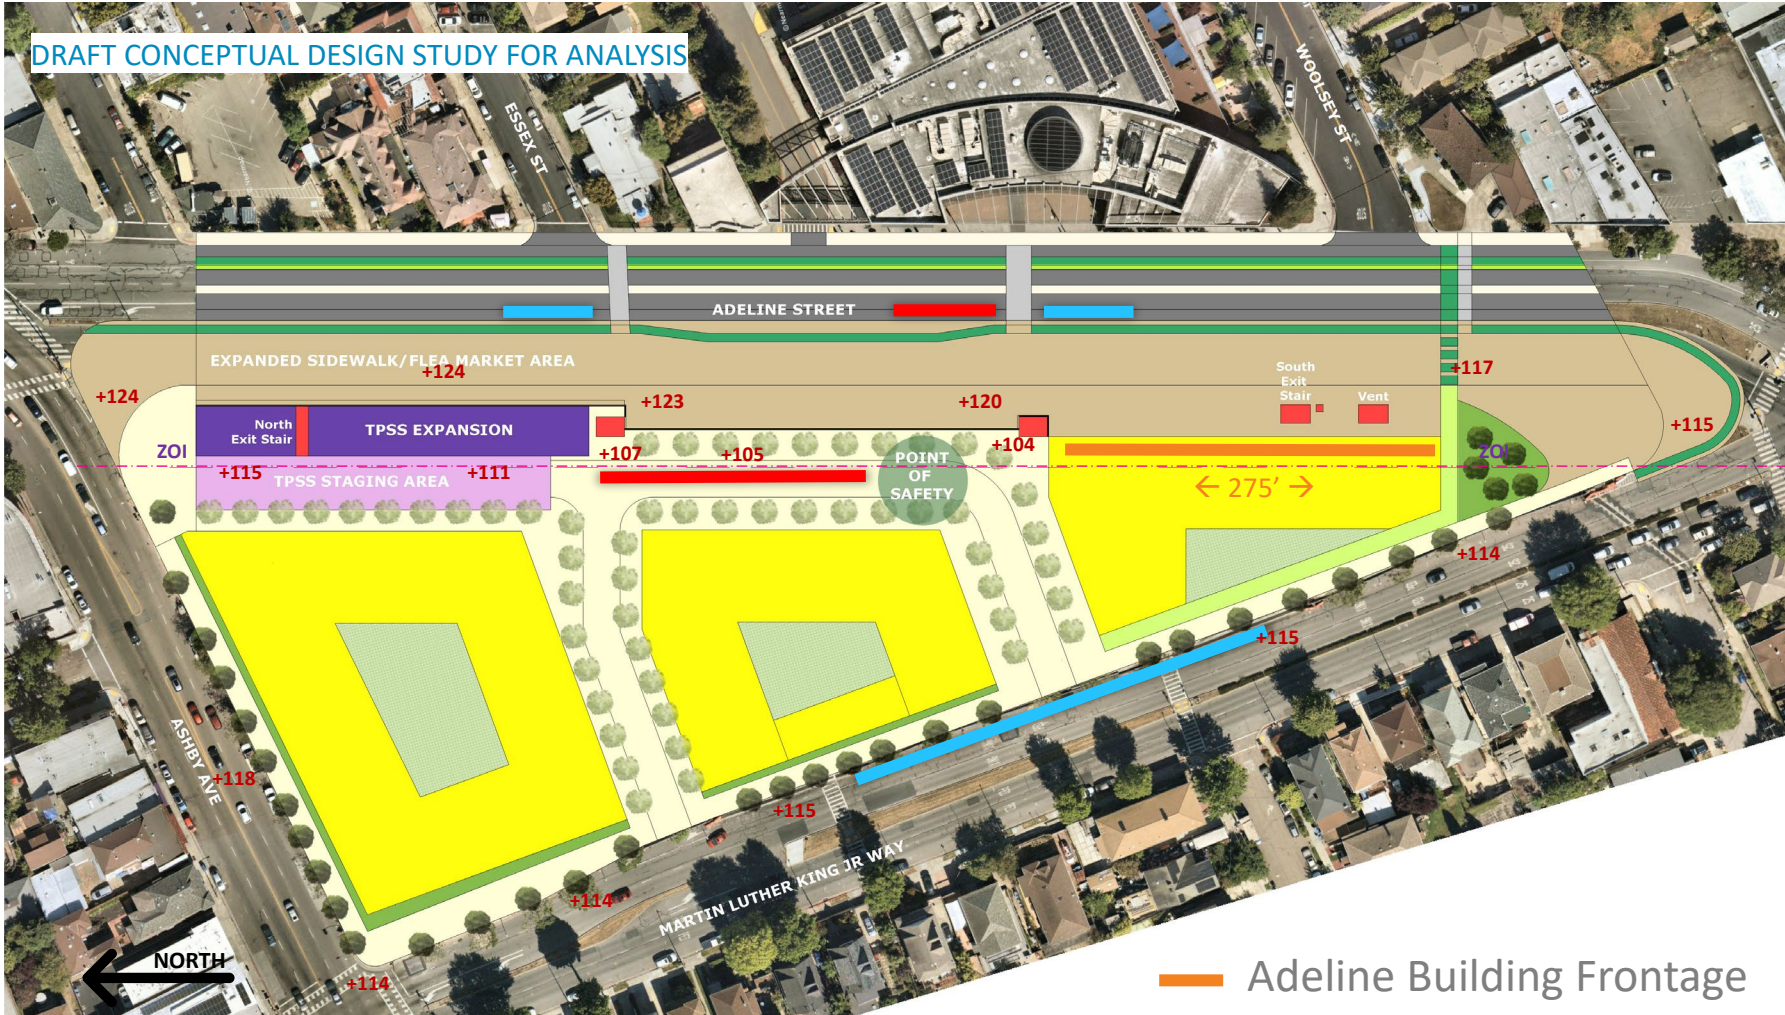 DRAFT CONCEPTUAL DESIGN STUDY FOR ANALYSIS
ESSEX ST
WOOLSEY ST
ADELINE STREET
EXPANDED SIDEWALK/FLEA MARKET AREA
+124
+124
+123
+120
+117
+115
South
Exit
Stair
Vent
North
Exit Stair
TPSS EXPANSION
ZOI
+115
TPSS STAGING AREA
+111
+107
+105
POINT
OF
SAFETY
+104
ZOI
← 275’ →
+114
+115
ASHBY AVE
+118
+115
MARTIN LUTHER KING JR WAY
+114
NORTH
+114
Adeline Building Frontage